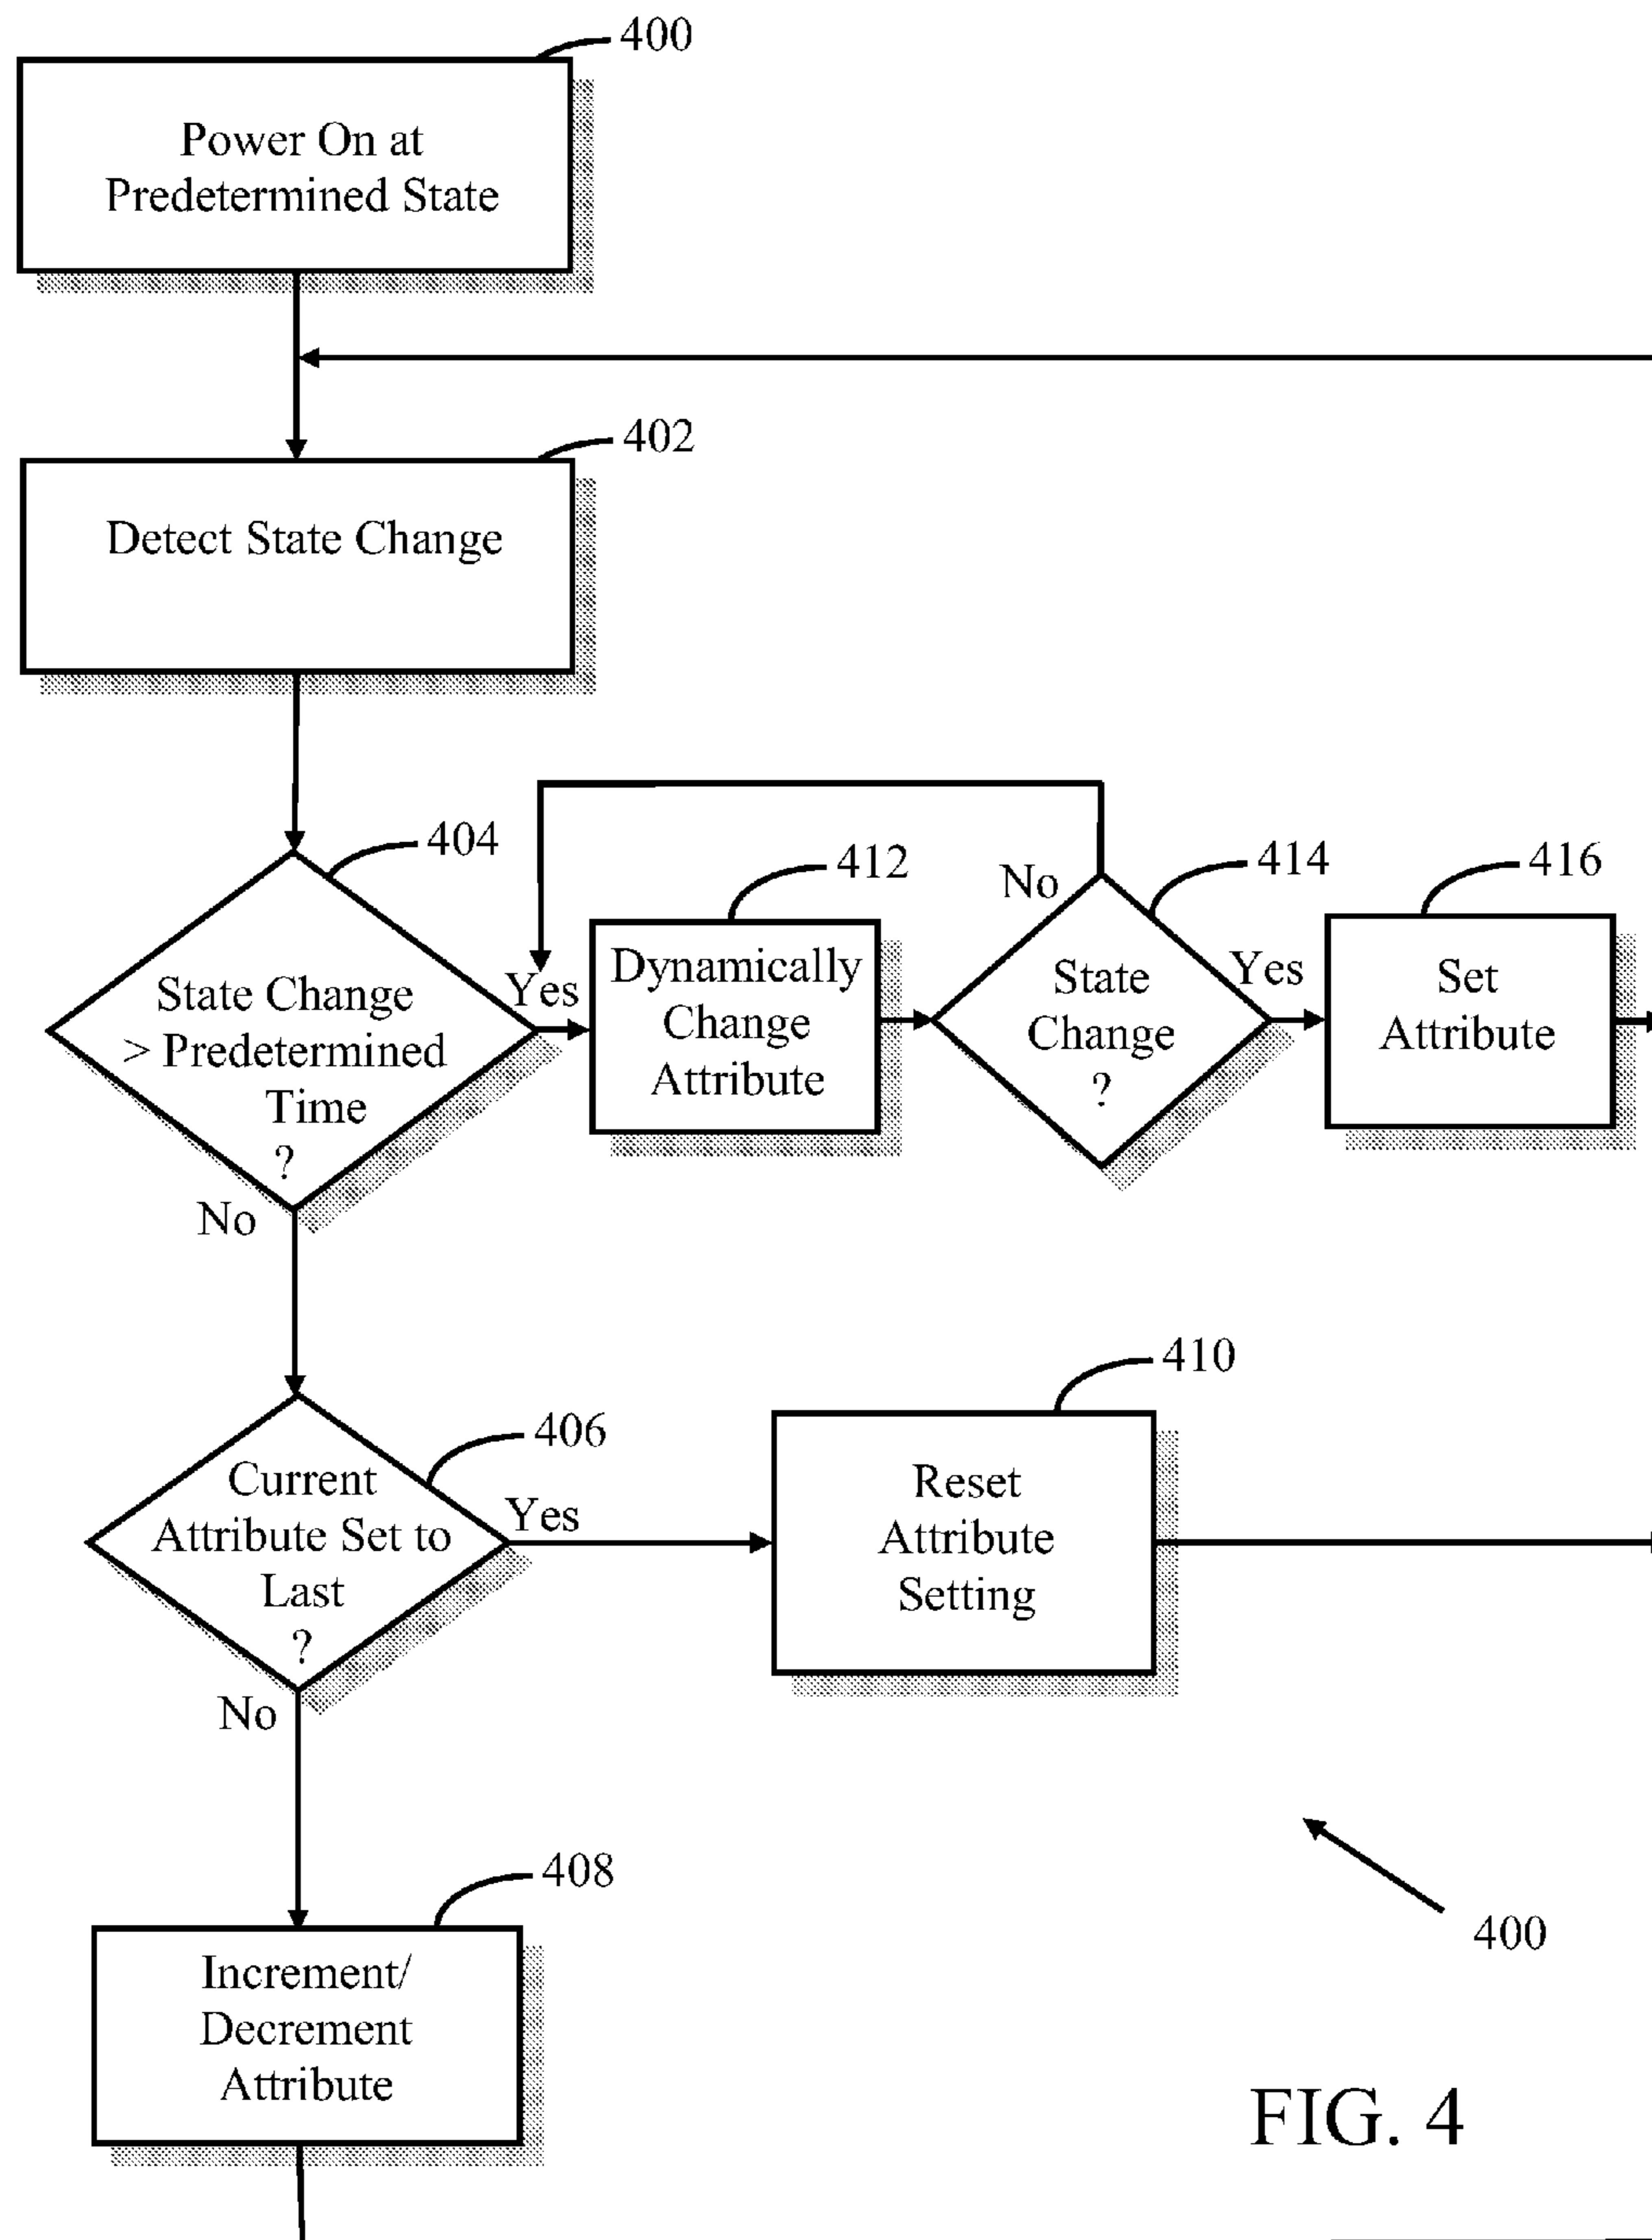 400
Power On at
Predetermined State
402
Detect State Change
404
State Change
> Predetermined
Time
?
Yes
No
412
Dynamically
Change
Attribute
414
No
State
Change
?
Yes
416
Set
Attribute
406
Current
Attribute Set to
Last
?
Yes
No
410
Reset
Attribute
Setting
408
Increment/
Decrement
Attribute
400
FIG. 4